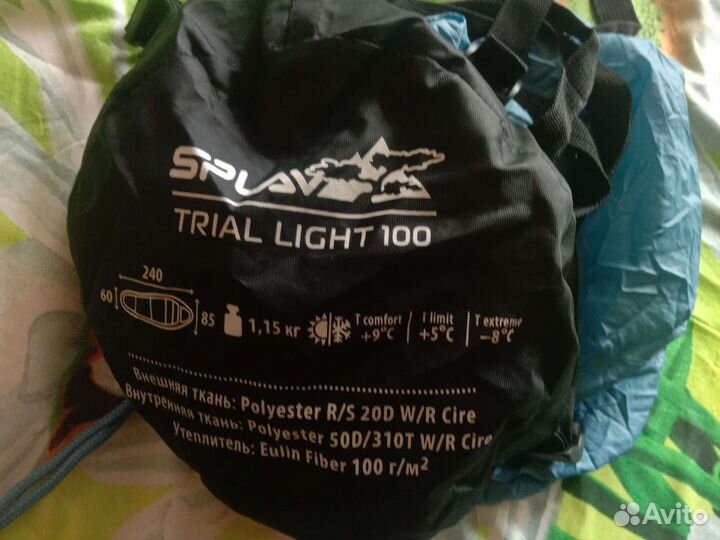 SPLAV
TRIAL LIGHT 100
240
60
85
1,15 кг
T comfort
+9°C
T limit
+5°C
T extreme
-8°C
Внешняя ткань: Polyester R/S 20D W/R Cire
Внутренняя ткань: Polyester 50D/310T W/R Cire
Утеплитель: Eulin Fiber 100 г/м²
Avito